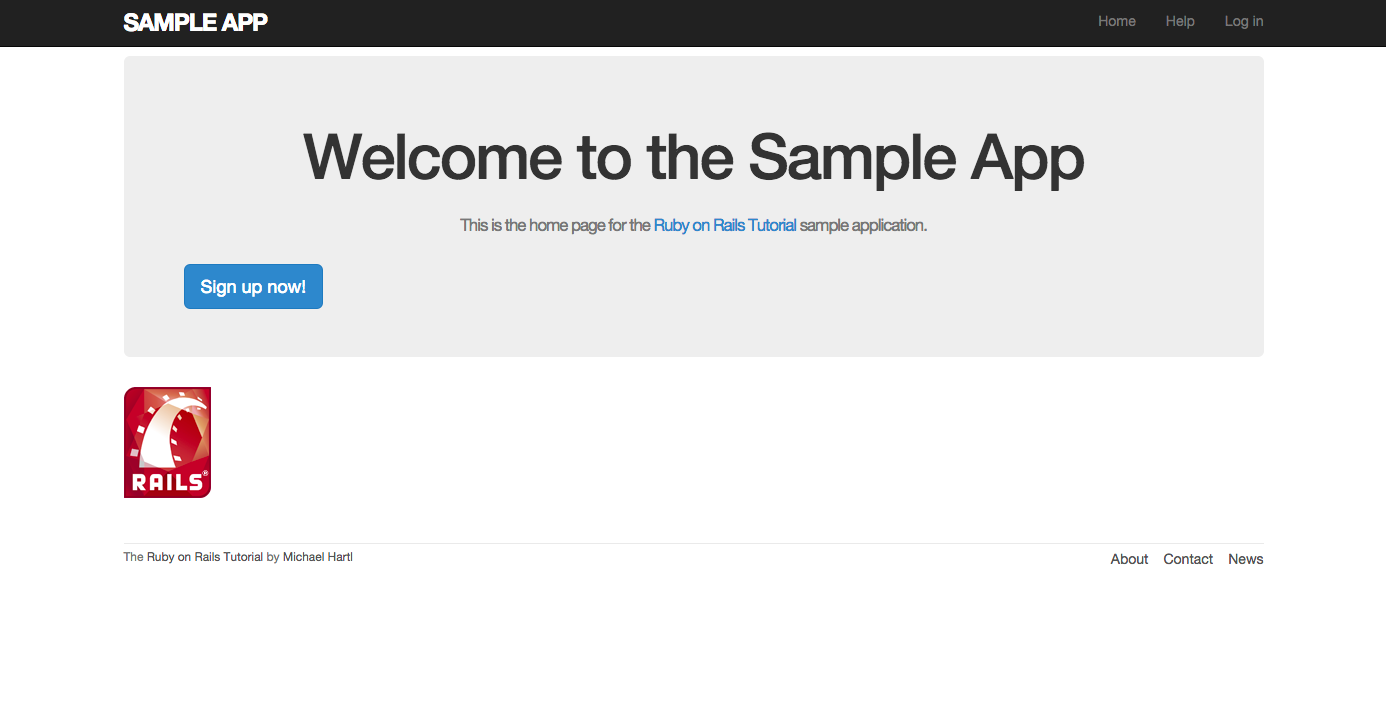 SAMPLE APP Home Help Log in
Welcome to the Sample App
This is the home page for the Ruby on Rails Tutorial sample application.
Sign up now!
RAILS®
The Ruby on Rails Tutorial by Michael Hartl About Contact News